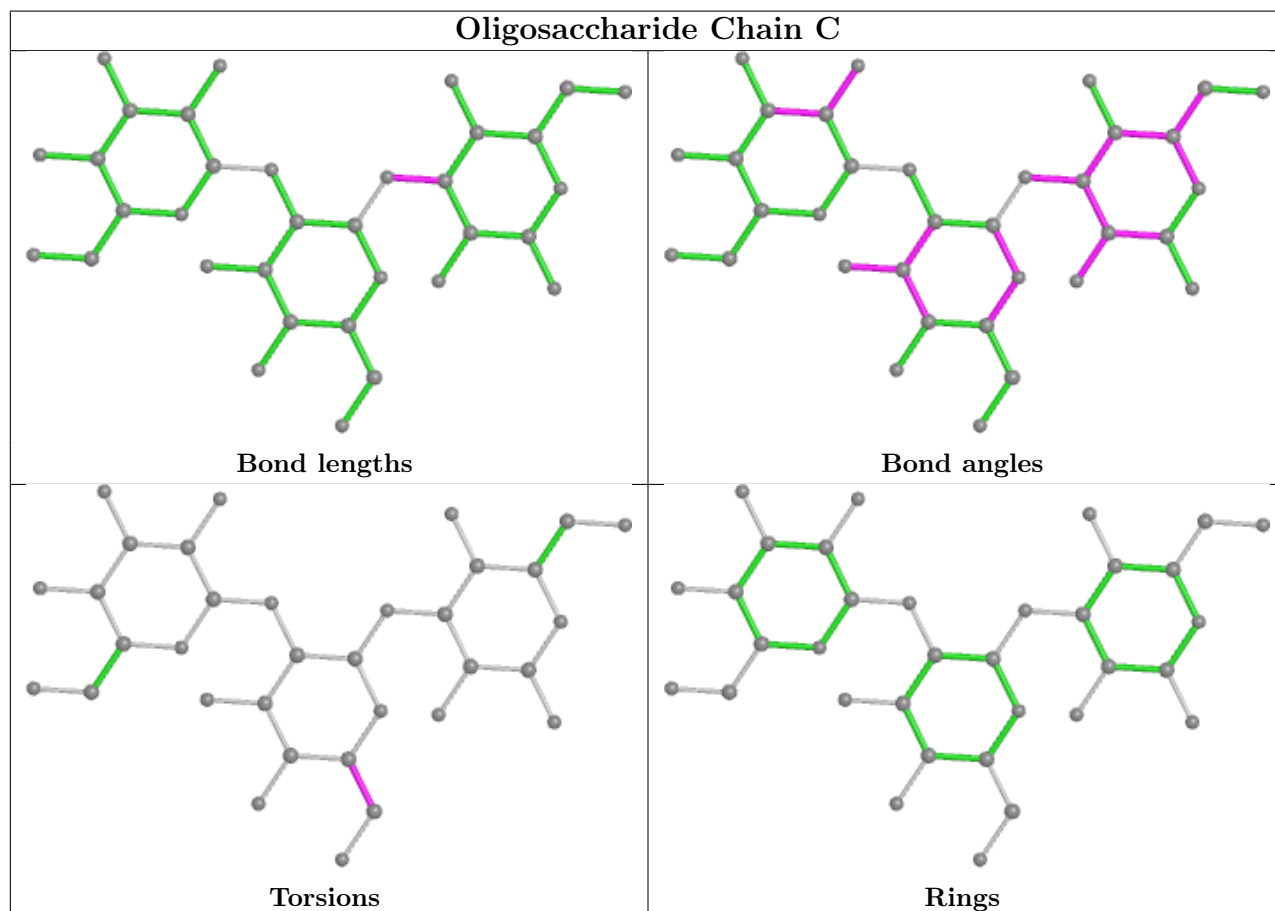 Oligosaccharide Chain C
Bond lengths
Bond angles
Torsions
Rings